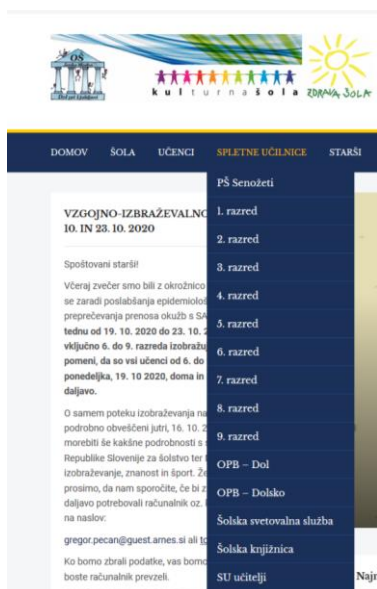 OŠ
Dol pri Ljubljani
kulturnašola
ZDRAVA ŠOLA
DOMOV ŠOLA UČENCI SPLETNE UČILNICE STARŠI
PŠ Senožeti
1. razred
2. razred
3. razred
4. razred
5. razred
6. razred
7. razred
8. razred
9. razred
OPB – Dol
OPB – Dolsko
Šolska svetovalna služba
Šolska knjižnica
SU učitelji
VZGOJNO-IZBRAŽEVALNO
10. IN 23. 10. 2020
Spoštovani starši!
Včeraj zvečer smo bili z okrožnico
se zaradi poslabšanja epidemiološ
preprečevanja prenosa okužb s SA
tednu od 19. 10. 2020 do 23. 10. 2
vključno 6. do 9. razreda izobražu
pomeni, da so vsi učenci od 6. do
ponedeljka, 19. 10 2020, doma in
daljavo.
O samem poteku izobraževanja na
podrobno obveščeni jutri, 16. 10. 2
morebiti še kakšne podrobnosti s s
Republike Slovenije za šolstvo ter
izobraževanje, znanost in šport. Že
prosimo, da nam sporočite, če bi z
daljavo potrebovali računalnik oz.
na naslov:
gregor.pecan@guest.arnes.si ali
Ko bomo zbrali podatke, vas bomo
boste računalnik prevzeli.
Najn